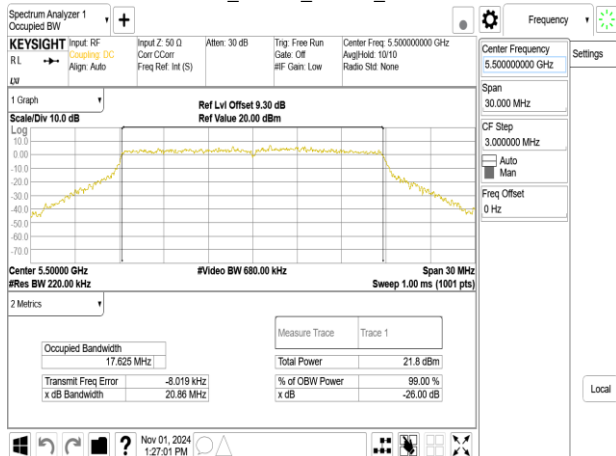 Spectrum Analyzer 1
Occupied BW
Frequency
KEYSIGHT
RL
Input: RF
Coupling: DC
Align: Auto
Input Z: 50 Ω
Corr CCorr
Freq Ref: Int (S)
Atten: 30 dB
Trig: Free Run
Gate: Off
#IF Gain: Low
Center Freq: 5.500000000 GHz
Avg|Hold: 10/10
Radio Std: None
LXI
Center Frequency
5.500000000 GHz
Settings
Span
30.000 MHz
CF Step
3.000000 MHz
Auto
Man
Freq Offset
0 Hz
Local
1 Graph
Scale/Div 10.0 dB
Ref Lvl Offset 9.30 dB
Ref Value 20.00 dBm
Log
10.0
0.00
-10.0
-20.0
-30.0
-40.0
-50.0
-60.0
-70.0
Center 5.50000 GHz
#Res BW 220.00 kHz
#Video BW 680.00 kHz
Span 30 MHz
Sweep 1.00 ms (1001 pts)
2 Metrics
Measure Trace Trace 1
Occupied Bandwidth
17.625 MHz
Total Power 21.8 dBm
Transmit Freq Error -8.019 kHz
% of OBW Power 99.00 %
x dB Bandwidth 20.86 MHz
x dB -26.00 dB
Nov 01, 2024
1:27:01 PM